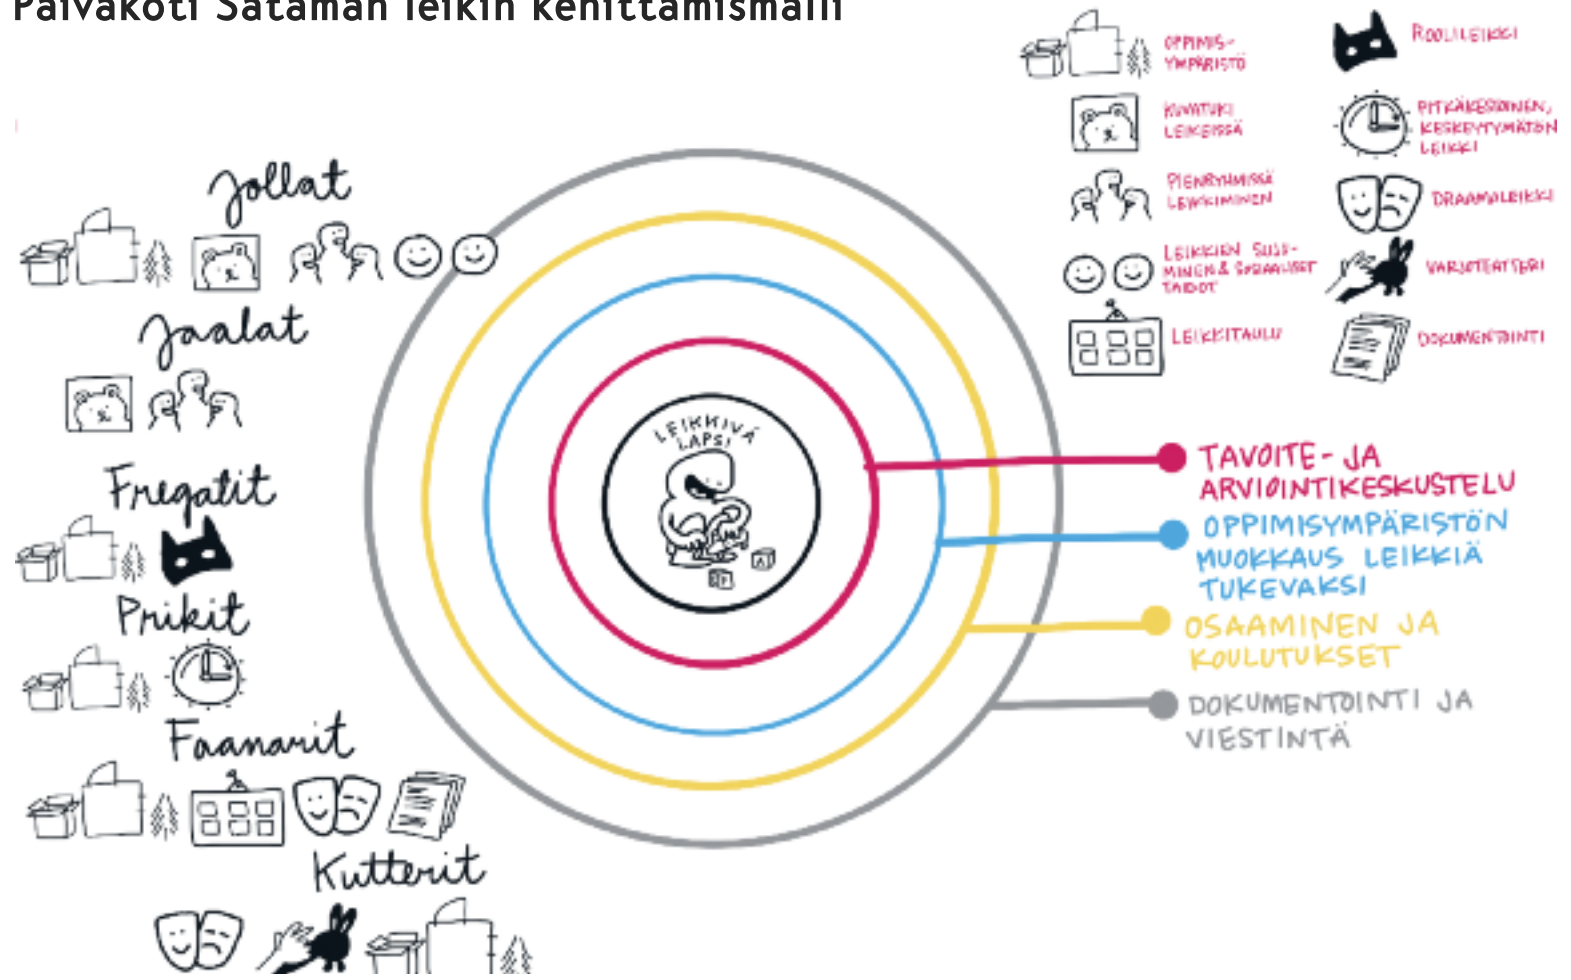 Päiväkoti Sataman leikin kehittämismalli
OPPIMIS-
YMPÄRISTÖ
ROOLILEIKKI
KUVATUKI
LEIKEISSÄ
PITKÄKESTOINEN,
KESKEYTYMÄTÖN
LEIKKI
PIENRYHMISSÄ
LEIKKIMINEN
DRAAMALEIKKI
LEIKKIEN SUJU-
MINEN & SOSIAALISET
TAIDOT
VARJOTEATTERI
LEIKKITAULU
DOKUMENTOINTI
Jollat
Jaalat
Fregatit
Prikit
Faanarit
Kutterit
LEIKKIVÄ
LAPSI
TAVOITE- JA
ARVIOINTIKESKUSTELU
OPPIMISYMPÄRISTÖN
MUOKKAUS LEIKKIÄ
TUKEVAKSI
OSAAMINEN JA
KOULUTUKSET
DOKUMENTOINTI JA
VIESTINTÄ